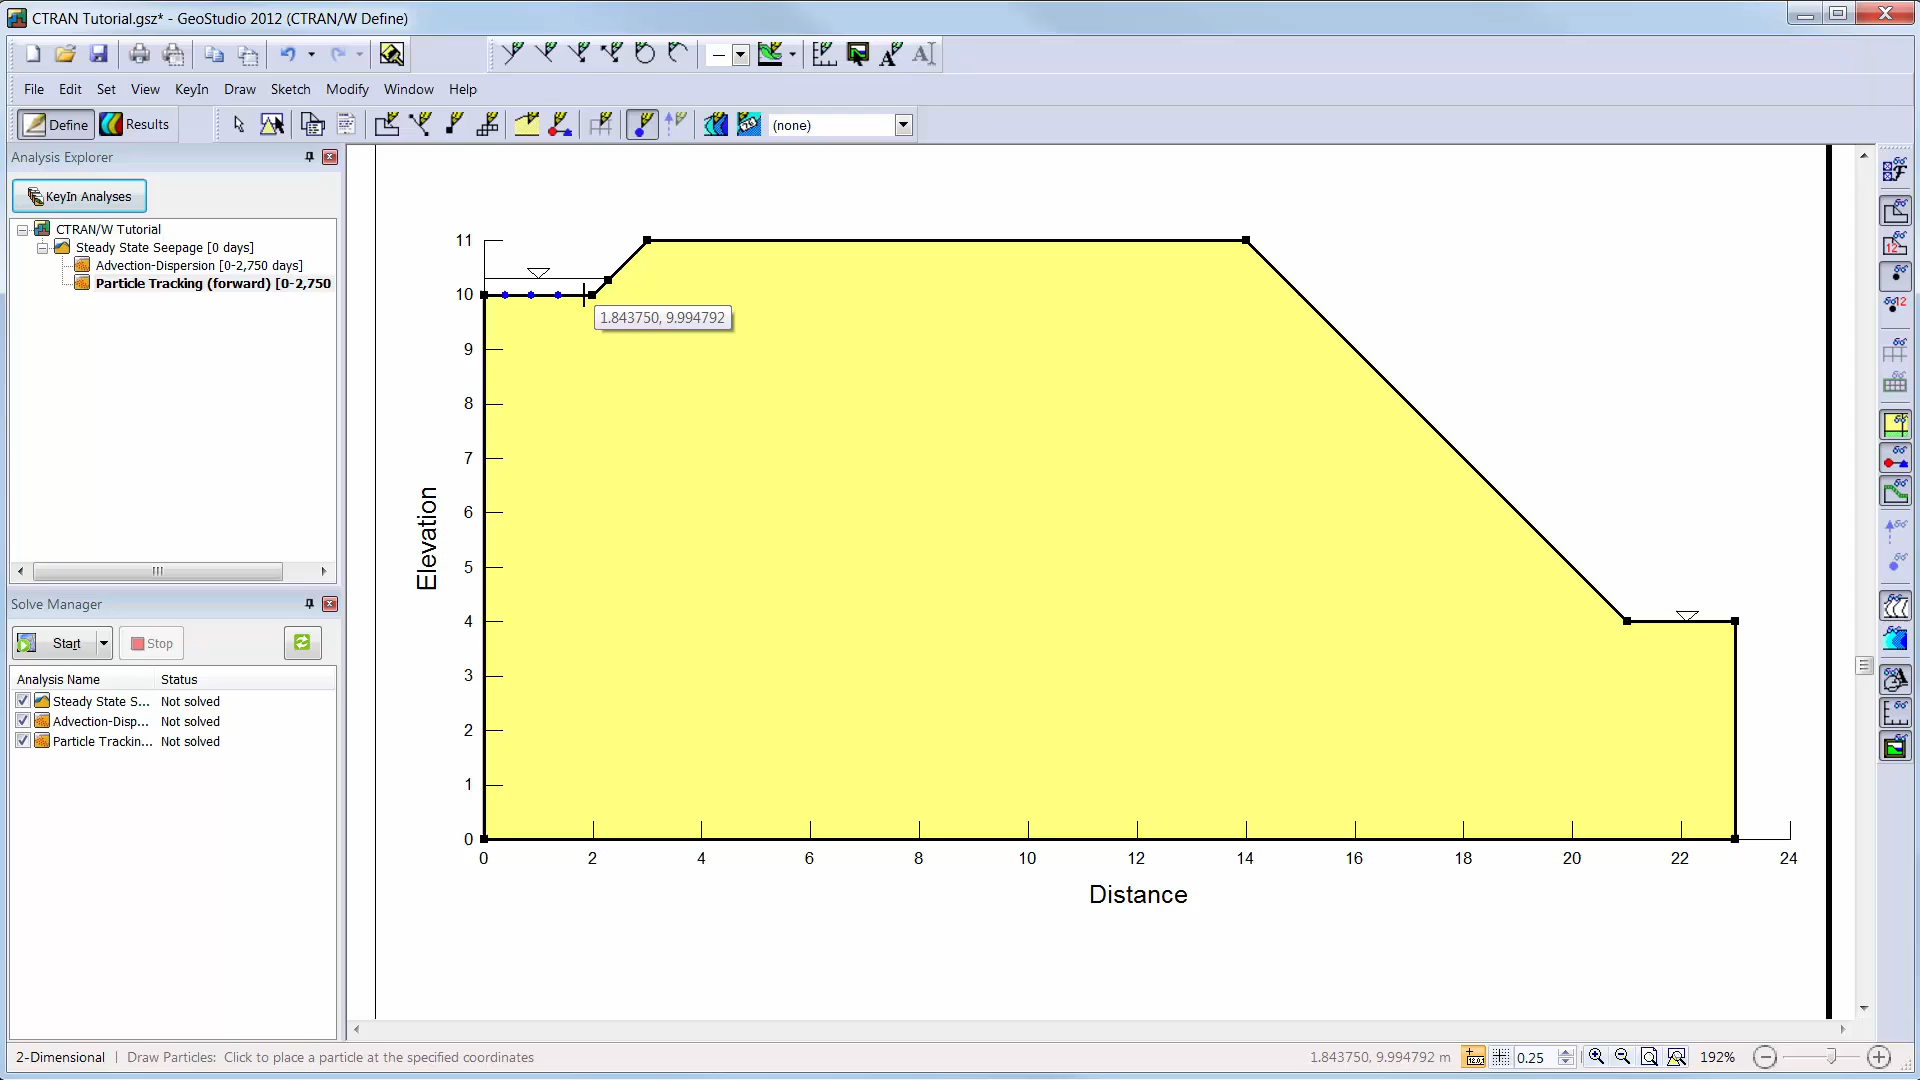 CTRAN Tutorial.gsz* - GeoStudio 2012 (CTRAN/W Define)
File Edit Set View KeyIn Draw Sketch Modify Window Help
Define Results (none)
Analysis Explorer
KeyIn Analyses
CTRAN/W Tutorial
Steady State Seepage [0 days]
Advection-Dispersion [0-2,750 days]
Particle Tracking (forward) [0-2,750
Solve Manager
Start Stop
Analysis Name Status
Steady State S... Not solved
Advection-Disp... Not solved
Particle Trackin... Not solved
11
10
9
8
7
6
5
4
3
2
1
0
Elevation
1.843750, 9.994792
0 2 4 6 8 10 12 14 16 18 20 22 24
Distance
2-Dimensional Draw Particles: Click to place a particle at the specified coordinates 1.843750, 9.994792 m 0.25 192%